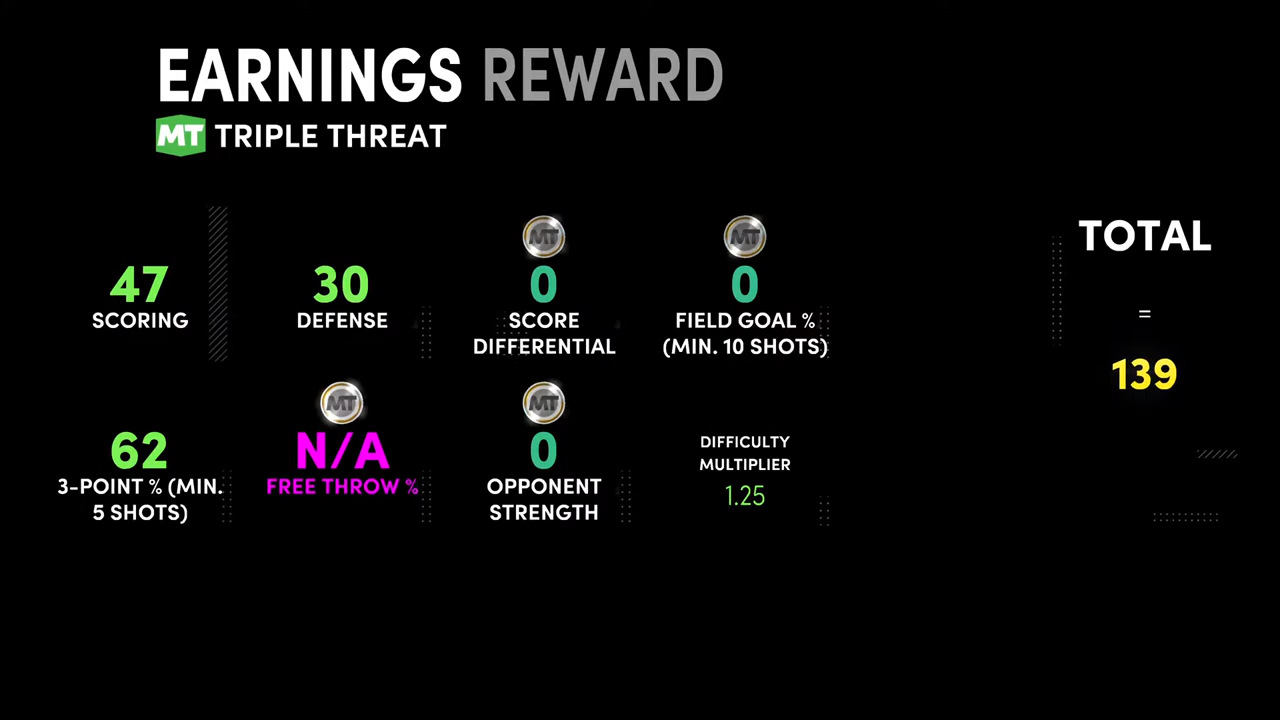 EARNINGS REWARD
MT TRIPLE THREAT
MT
MT
TOTAL
47
30
0
0
SCORING
DEFENSE
SCORE
DIFFERENTIAL
FIELD GOAL %
(MIN. 10 SHOTS)
=
139
MT
MT
62
N/A
0
3-POINT % (MIN.
5 SHOTS)
FREE THROW %
OPPONENT
STRENGTH
DIFFICULTY
MULTIPLIER
1.25